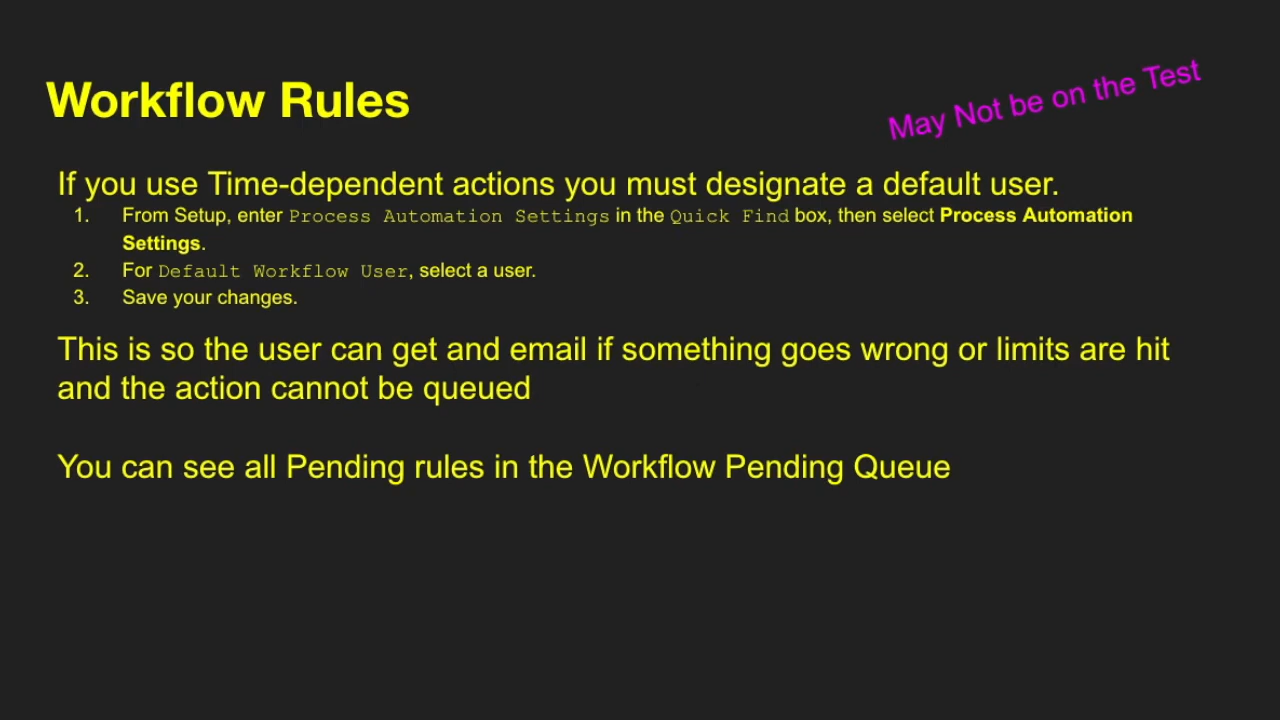 Workflow Rules
May Not be on the Test
If you use Time-dependent actions you must designate a default user.
1. From Setup, enter Process Automation Settings in the Quick Find box, then select Process Automation
Settings.
2. For Default Workflow User, select a user.
3. Save your changes.
This is so the user can get and email if something goes wrong or limits are hit
and the action cannot be queued
You can see all Pending rules in the Workflow Pending Queue